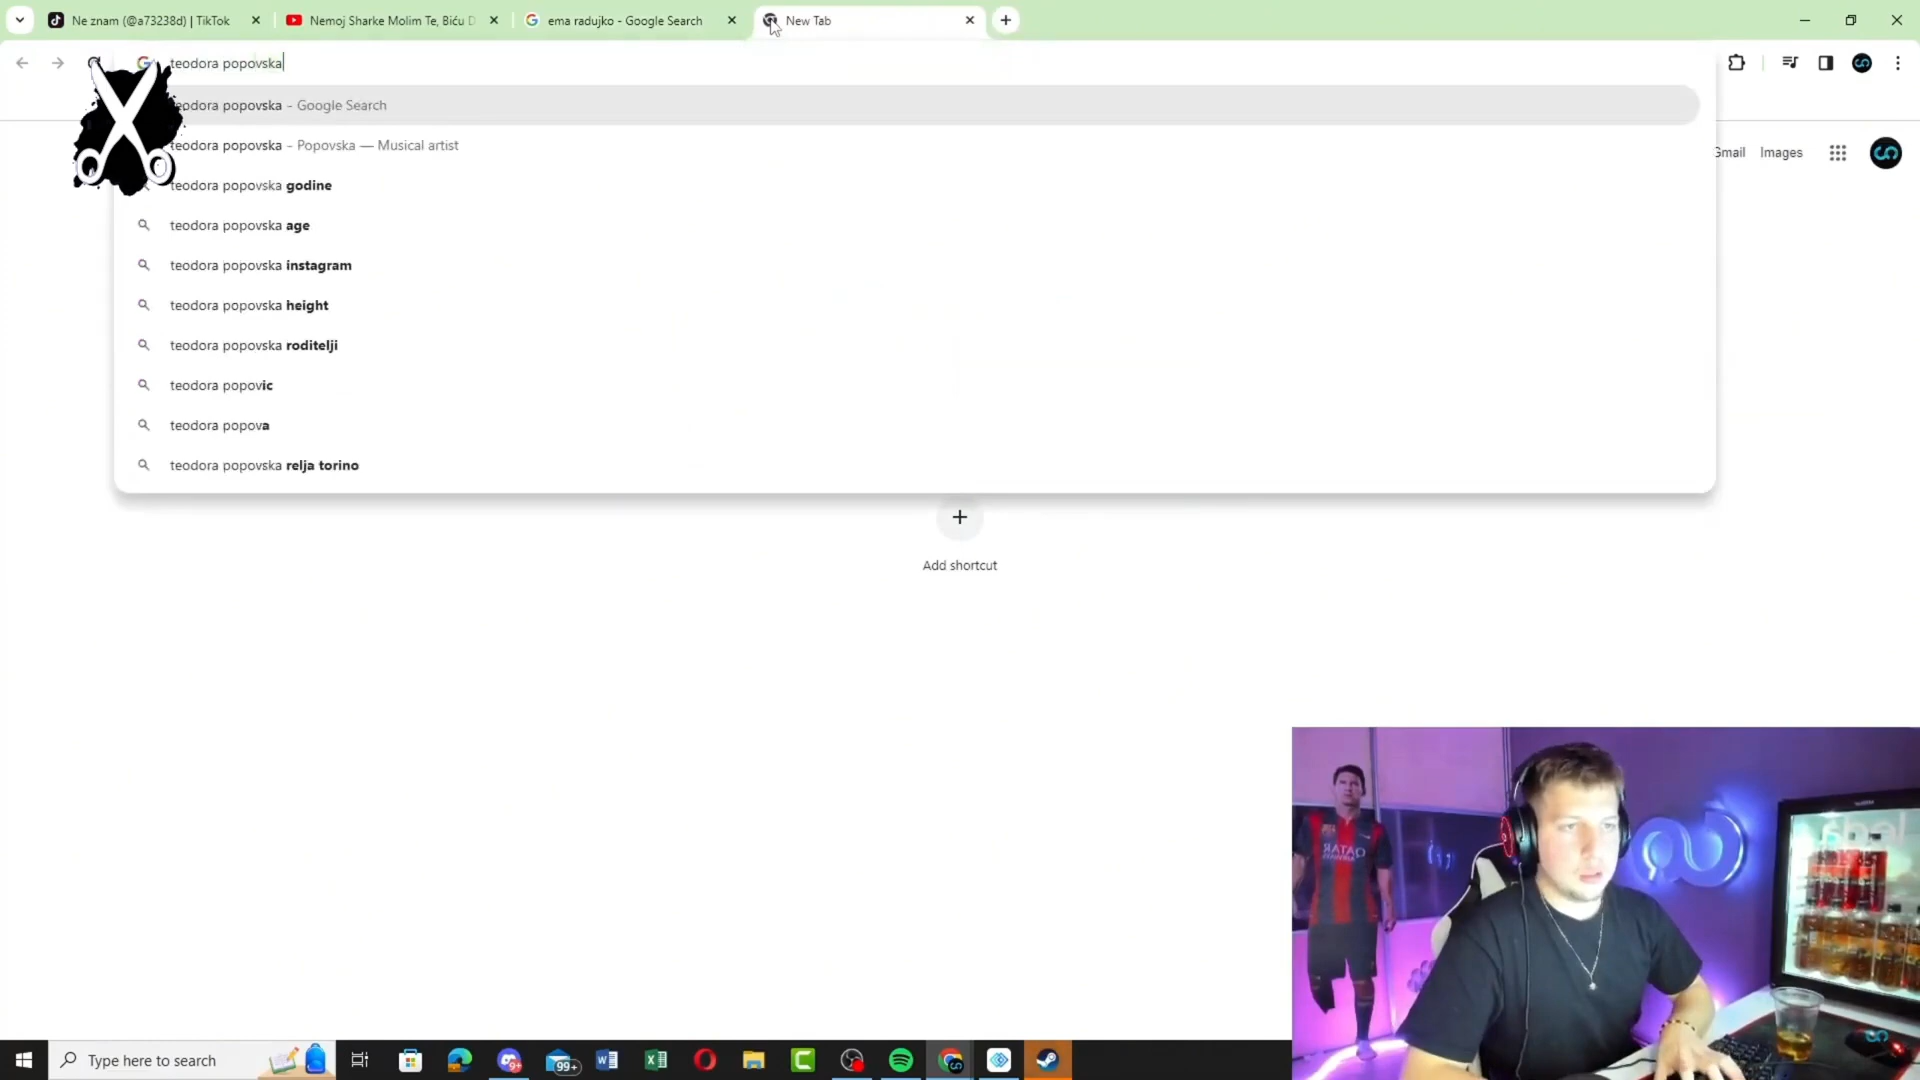 Ne znam (@a73238d) | TikTok
Nemoj Sharke Molim Te, Biću D
ema radujko - Google Search
New Tab
teodora popovska
eodora popovska - Google Search
teodora popovska - Popovska — Musical artist
teodora popovska godine
teodora popovska age
teodora popovska instagram
teodora popovska height
teodora popovska roditelji
teodora popovic
teodora popova
teodora popovska relja torino
Gmail
Images
Add shortcut
QATAR
AIRWAYS
Type here to search
99+